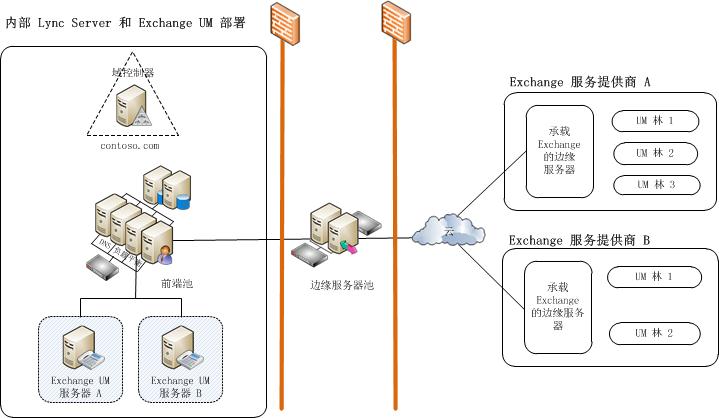 内部 Lync Server 和 Exchange UM 部署
域控制器
contoso.com
DNS 负载平衡
前端池
Exchange UM
服务器 A
Exchange UM
服务器 B
边缘服务器池
云
Exchange 服务提供商 A
承载
Exchange
的边缘
服务器
UM 林 1
UM 林 2
UM 林 3
Exchange 服务提供商 B
承载
Exchange
的边缘服务
器
UM 林 1
UM 林 2